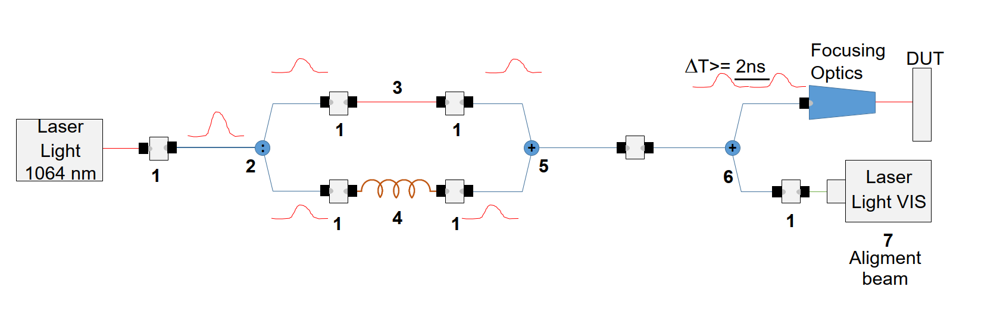 Laser
Light
1064 nm
1
:
2
1
3
1
1
4
1
+
5
ΔT>= 2ns
Focusing
Optics
DUT
+
6
1
Laser
Light VIS
7
Aligment
beam